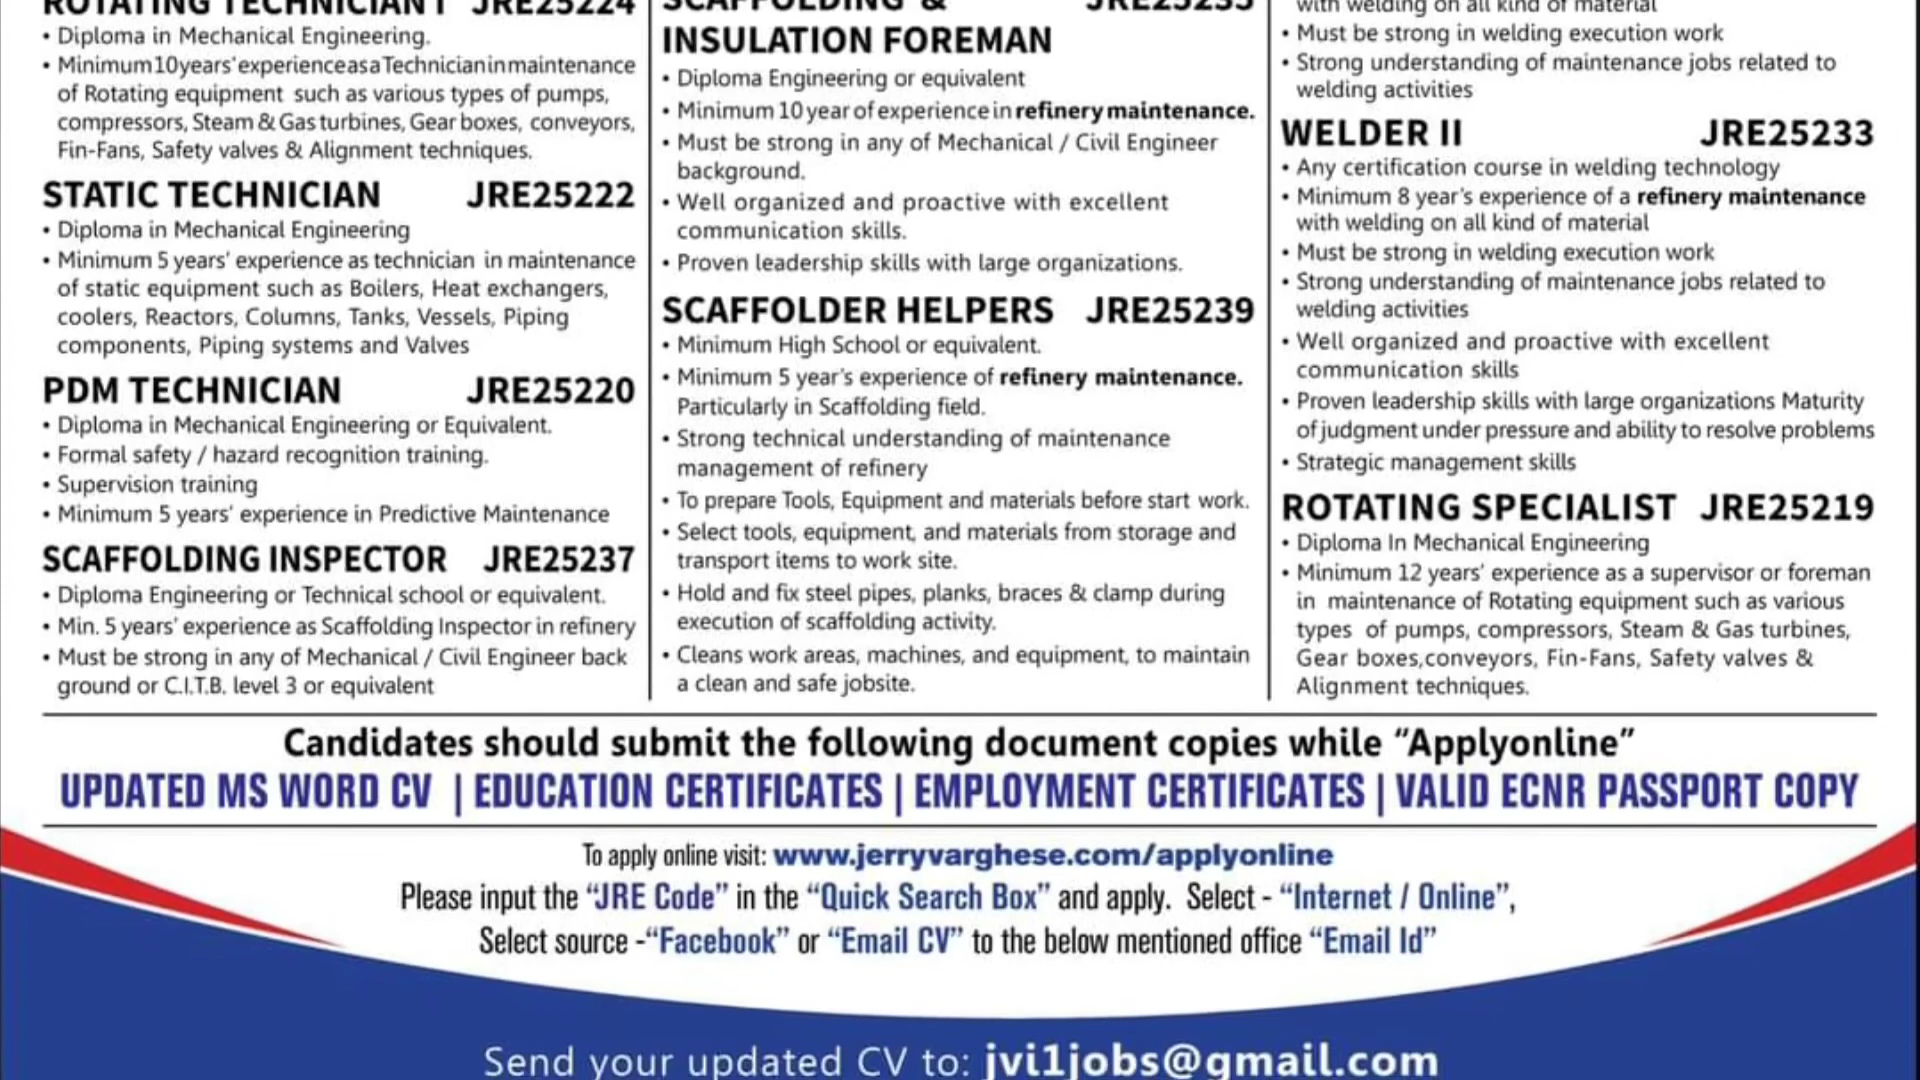 ROTATING TECHNICIAN I JRE25224
• Diploma in Mechanical Engineering.
• Minimum 10 years' experience as a Technician in maintenance
of Rotating equipment such as various types of pumps,
compressors, Steam & Gas turbines, Gear boxes, conveyors,
Fin-Fans, Safety valves & Alignment techniques.
STATIC TECHNICIAN JRE25222
• Diploma in Mechanical Engineering
• Minimum 5 years' experience as technician in maintenance
of static equipment such as Boilers, Heat exchangers,
coolers, Reactors, Columns, Tanks, Vessels, Piping
components, Piping systems and Valves
PDM TECHNICIAN JRE25220
• Diploma in Mechanical Engineering or Equivalent.
• Formal safety / hazard recognition training.
• Supervision training
• Minimum 5 years' experience in Predictive Maintenance
SCAFFOLDING INSPECTOR JRE25237
• Diploma Engineering or Technical school or equivalent.
• Min. 5 years' experience as Scaffolding Inspector in refinery
• Must be strong in any of Mechanical / Civil Engineer back
ground or C.I.T.B. level 3 or equivalent
SCAFFOLDING & JRE25235
INSULATION FOREMAN
• Diploma Engineering or equivalent
• Minimum 10 year of experience in refinery maintenance.
• Must be strong in any of Mechanical / Civil Engineer
background.
• Well organized and proactive with excellent
communication skills.
• Proven leadership skills with large organizations.
SCAFFOLDER HELPERS JRE25239
• Minimum High School or equivalent.
• Minimum 5 year's experience of refinery maintenance.
Particularly in Scaffolding field.
• Strong technical understanding of maintenance
management of refinery
• To prepare Tools, Equipment and materials before start work.
• Select tools, equipment, and materials from storage and
transport items to work site.
• Hold and fix steel pipes, planks, braces & clamp during
execution of scaffolding activity.
• Cleans work areas, machines, and equipment, to maintain
a clean and safe jobsite.
with welding on all kind of material
• Must be strong in welding execution work
• Strong understanding of maintenance jobs related to
welding activities
WELDER II JRE25233
• Any certification course in welding technology
• Minimum 8 year's experience of a refinery maintenance
with welding on all kind of material
• Must be strong in welding execution work
• Strong understanding of maintenance jobs related to
welding activities
• Well organized and proactive with excellent
communication skills
• Proven leadership skills with large organizations Maturity
of judgment under pressure and ability to resolve problems
• Strategic management skills
ROTATING SPECIALIST JRE25219
• Diploma In Mechanical Engineering
• Minimum 12 years' experience as a supervisor or foreman
in maintenance of Rotating equipment such as various
types of pumps, compressors, Steam & Gas turbines,
Gear boxes,conveyors, Fin-Fans, Safety valves &
Alignment techniques.
Candidates should submit the following document copies while "Applyonline"
UPDATED MS WORD CV | EDUCATION CERTIFICATES | EMPLOYMENT CERTIFICATES | VALID ECNR PASSPORT COPY
To apply online visit: www.jerryvarghese.com/applyonline
Please input the "JRE Code" in the "Quick Search Box" and apply. Select - "Internet / Online",
Select source -"Facebook" or "Email CV" to the below mentioned office "Email Id"
Send your updated CV to: jvi1jobs@gmail.com